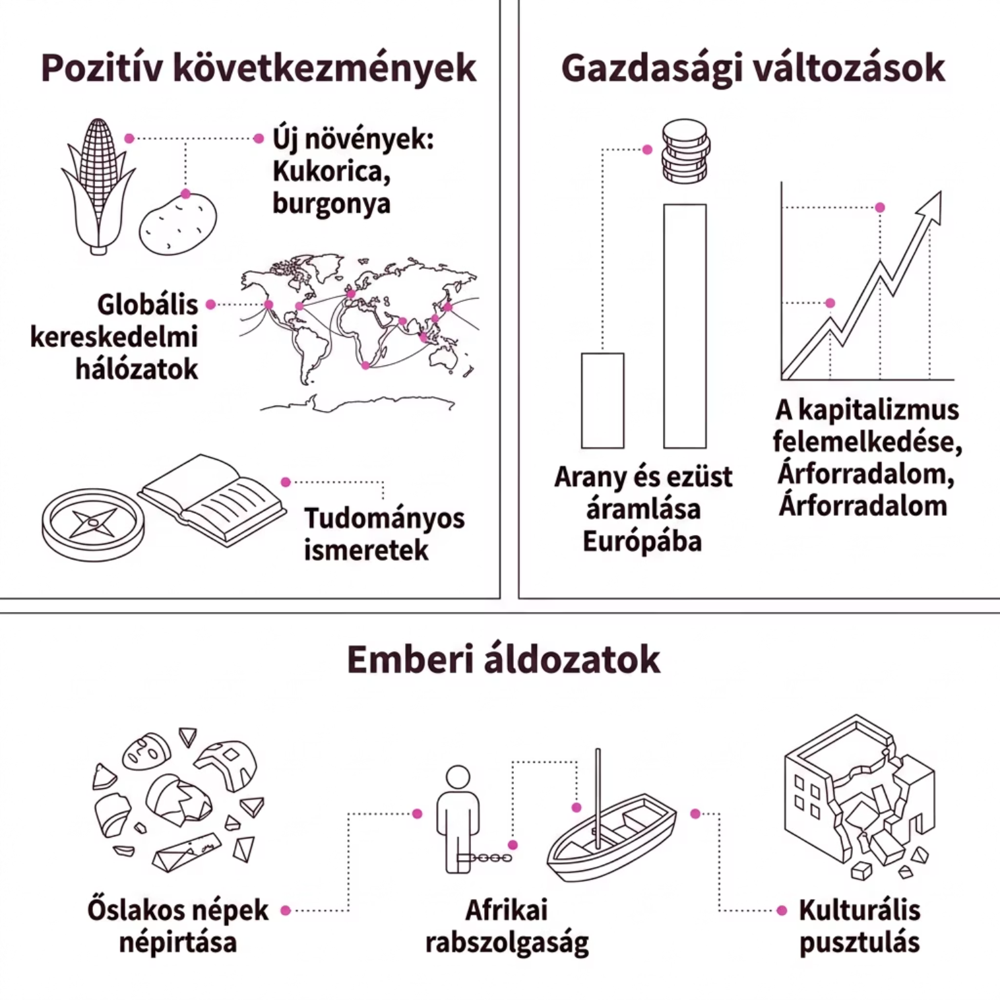 Pozitív következmények
Új növények:
Kukorica,
burgonya
Globális
kereskedelmi
hálózatok
Tudományos
ismeretek
Gazdasági változások
Arany és ezüst
áramlása
Európába
A kapitalizmus
felemelkedése,
Árforradalom,
Árforradalom
Emberi áldozatok
Őslakos népek
népirtása
Afrikai
rabszolgaság
Kulturális
pusztulás